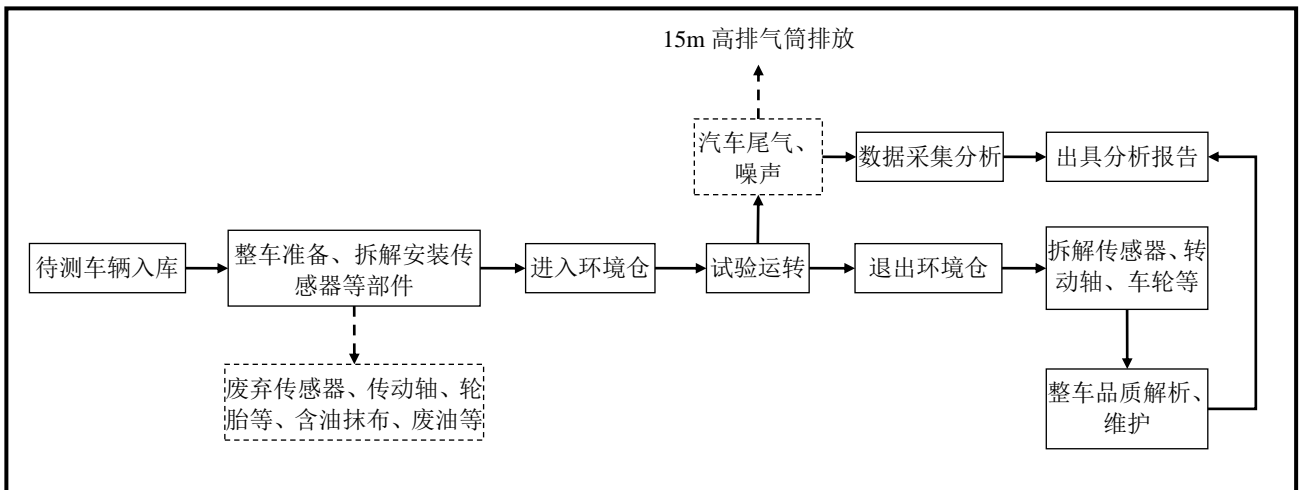 15m 高排气筒排放
汽车尾气、
噪声
数据采集分析
出具分析报告
待测车辆入库
整车准备、拆解安装传
感器等部件
进入环境仓
试验运转
退出环境仓
拆解传感器、转
动轴、车轮等
废弃传感器、传动轴、轮
胎等、含油抹布、废油等
整车品质解析、
维护